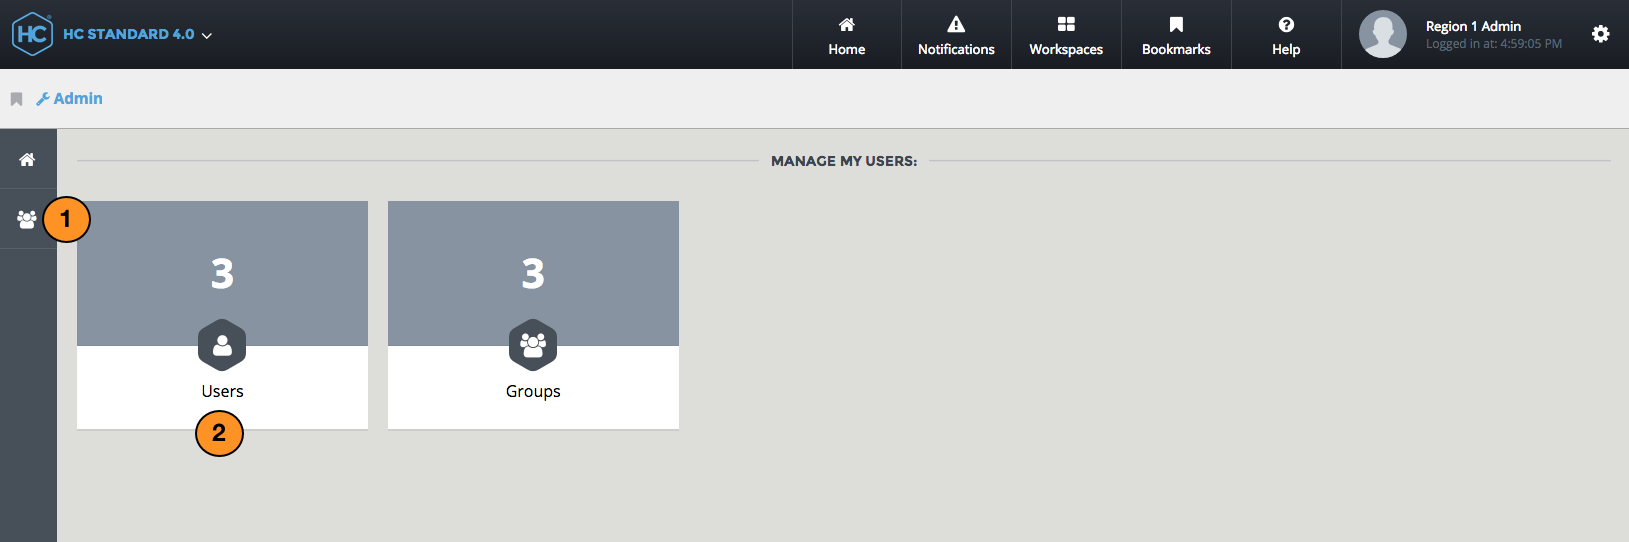 HC HC STANDARD 4.0
Home
Notifications
Workspaces
Bookmarks
Help
Region 1 Admin
Logged in at: 4:59:05 PM
Admin
MANAGE MY USERS:
1
3
Users
2
3
Groups